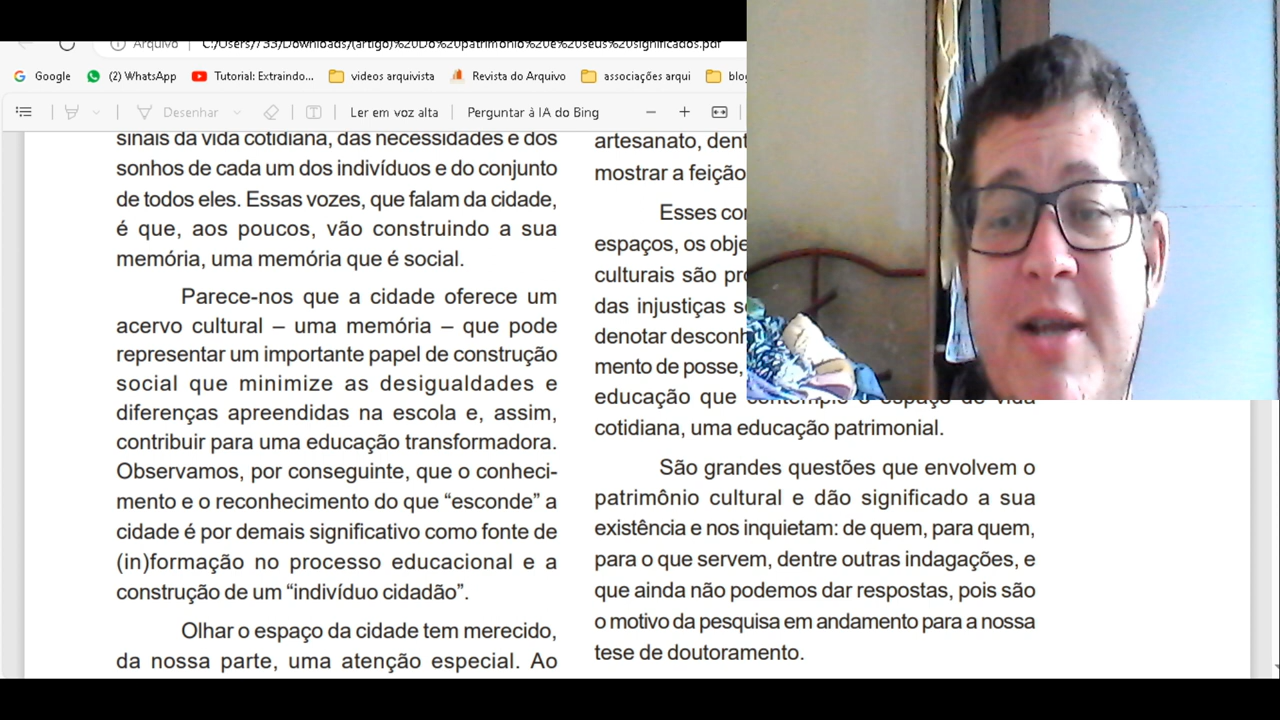 Arquivo C:/Users/733/Downloads/(artigo)%20Do%20patrimonio%20e%20seus%20significados.pdf
Google (2) WhatsApp Tutorial: Extraindo... videos arquivista Revista do Arquivo associações arqui blog
Desenhar Ler em voz alta Perguntar à IA do Bing
sinais da vida cotidiana, das necessidades e dos
sonhos de cada um dos indivíduos e do conjunto
de todos eles. Essas vozes, que falam da cidade,
é que, aos poucos, vão construindo a sua
memória, uma memória que é social.
Parece-nos que a cidade oferece um
acervo cultural – uma memória – que pode
representar um importante papel de construção
social que minimize as desigualdades e
diferenças apreendidas na escola e, assim,
contribuir para uma educação transformadora.
Observamos, por conseguinte, que o conheci-
mento e o reconhecimento do que “esconde” a
cidade é por demais significativo como fonte de
(in)formação no processo educacional e a
construção de um “indivíduo cidadão”.
Olhar o espaço da cidade tem merecido,
da nossa parte, uma atenção especial. Ao
artesanato,
mostrar a feição
Esses
espaços, os
culturais são
das injustiças
denotar
mento de posse,
educação que contemple o espaço de vida
cotidiana, uma educação patrimonial.
São grandes questões que envolvem o
patrimônio cultural e dão significado a sua
existência e nos inquietam: de quem, para quem,
para o que servem, dentre outras indagações, e
que ainda não podemos dar respostas, pois são
o motivo da pesquisa em andamento para a nossa
tese de doutoramento.